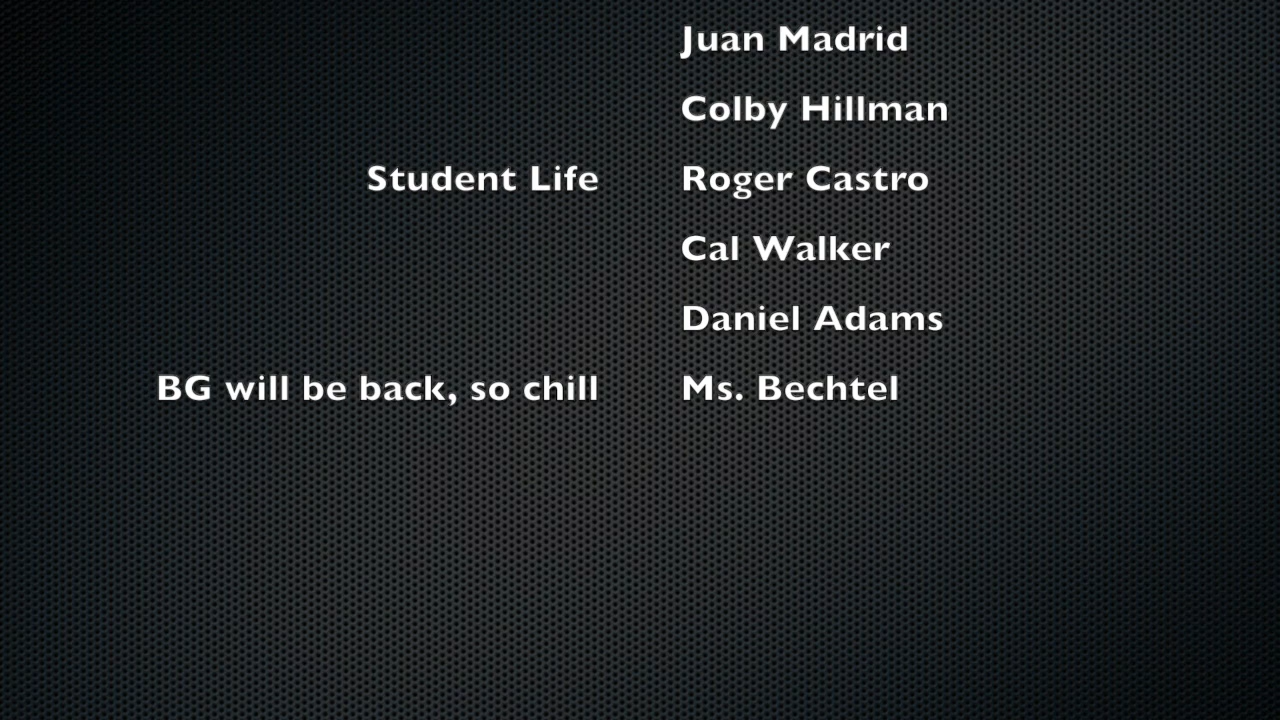 Juan Madrid
Colby Hillman
Student Life Roger Castro
Cal Walker
Daniel Adams
BG will be back, so chill Ms. Bechtel